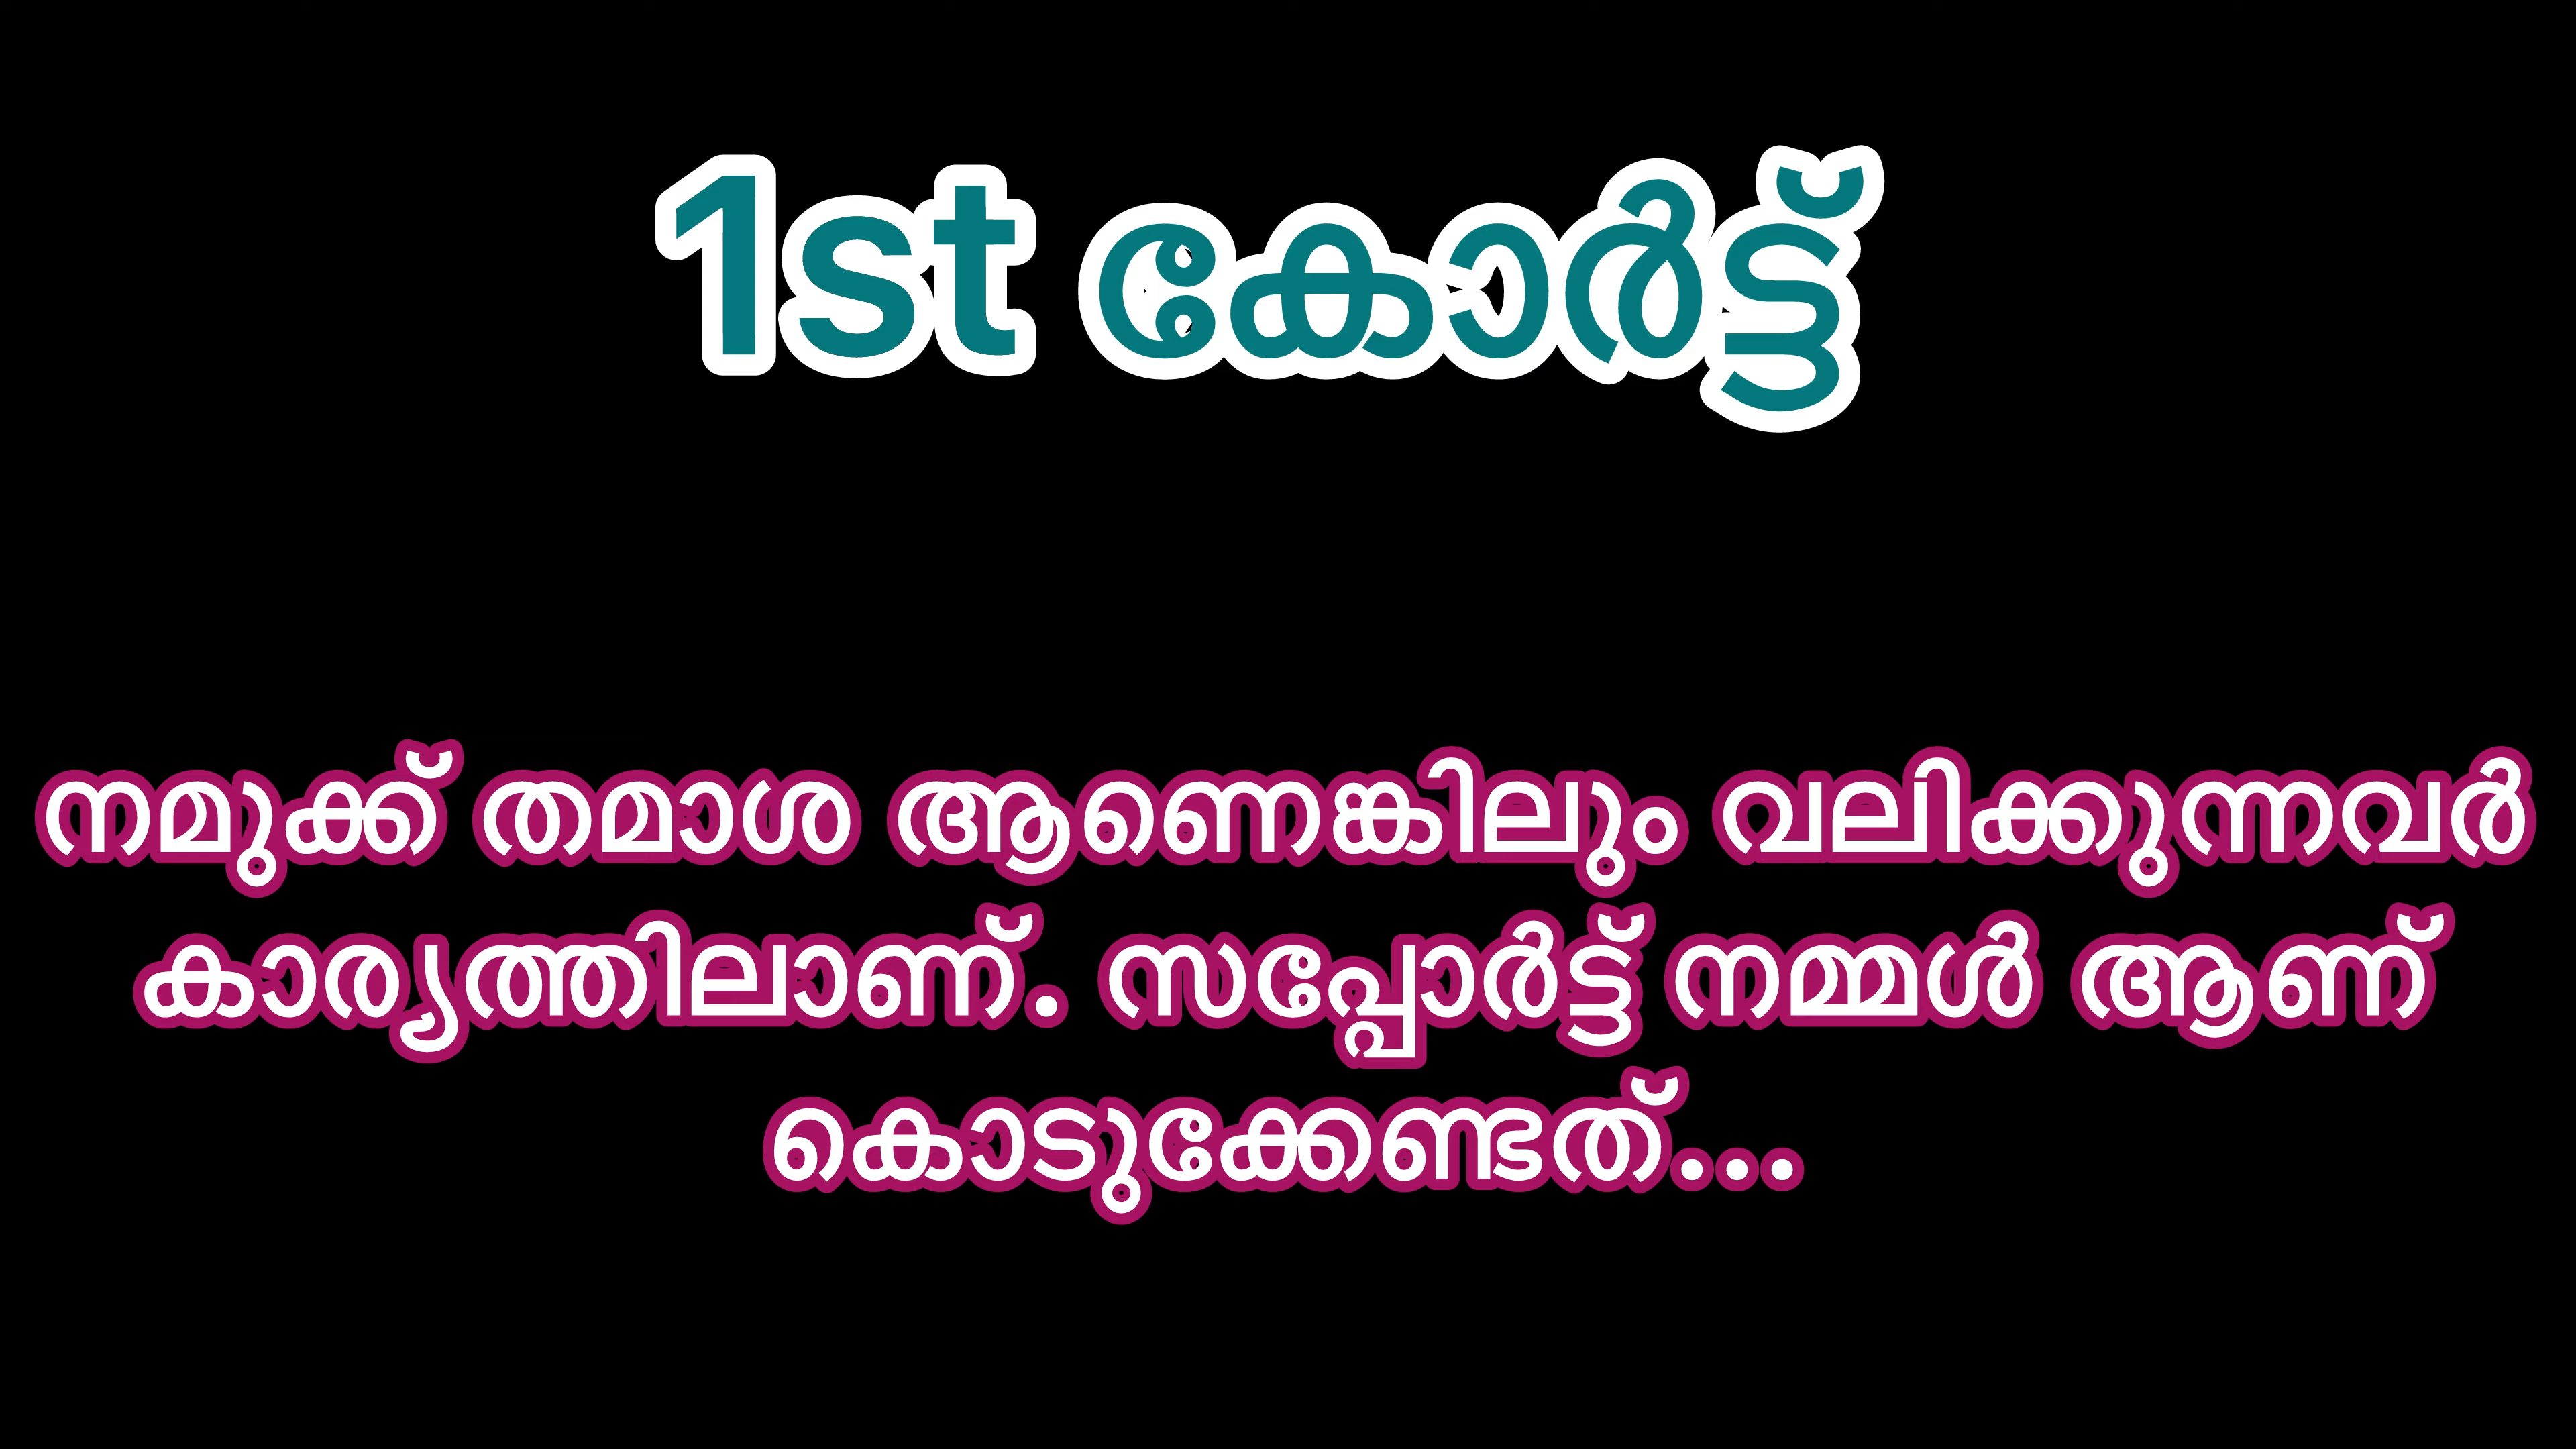 1st കോർട്ട്
നമുക്ക് തമാശ ആണെങ്കിലും വലിക്കുന്നവർ
കാര്യത്തിലാണ്. സപ്പോർട്ട് നമ്മൾ ആണ്
കൊടുക്കേണ്ടത്...